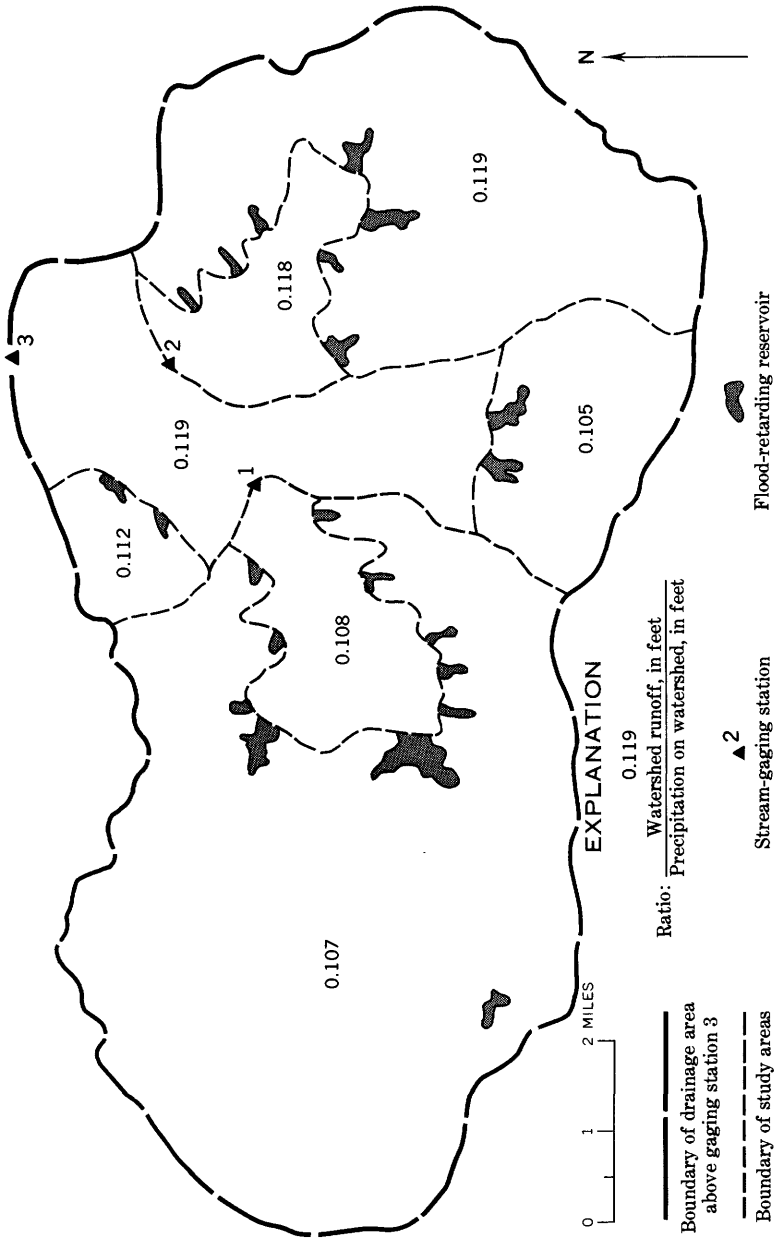 3
N
0.119
0.118
2
0.119
1
0.112
0.105
0.108
0.107
EXPLANATION
0 1 2 MILES
0.119
Ratio: Watershed runoff, in feet
Precipitation on watershed, in feet
Boundary of drainage area
above gaging station 3
Boundary of study areas
2
Stream-gaging station
Flood-retarding reservoir